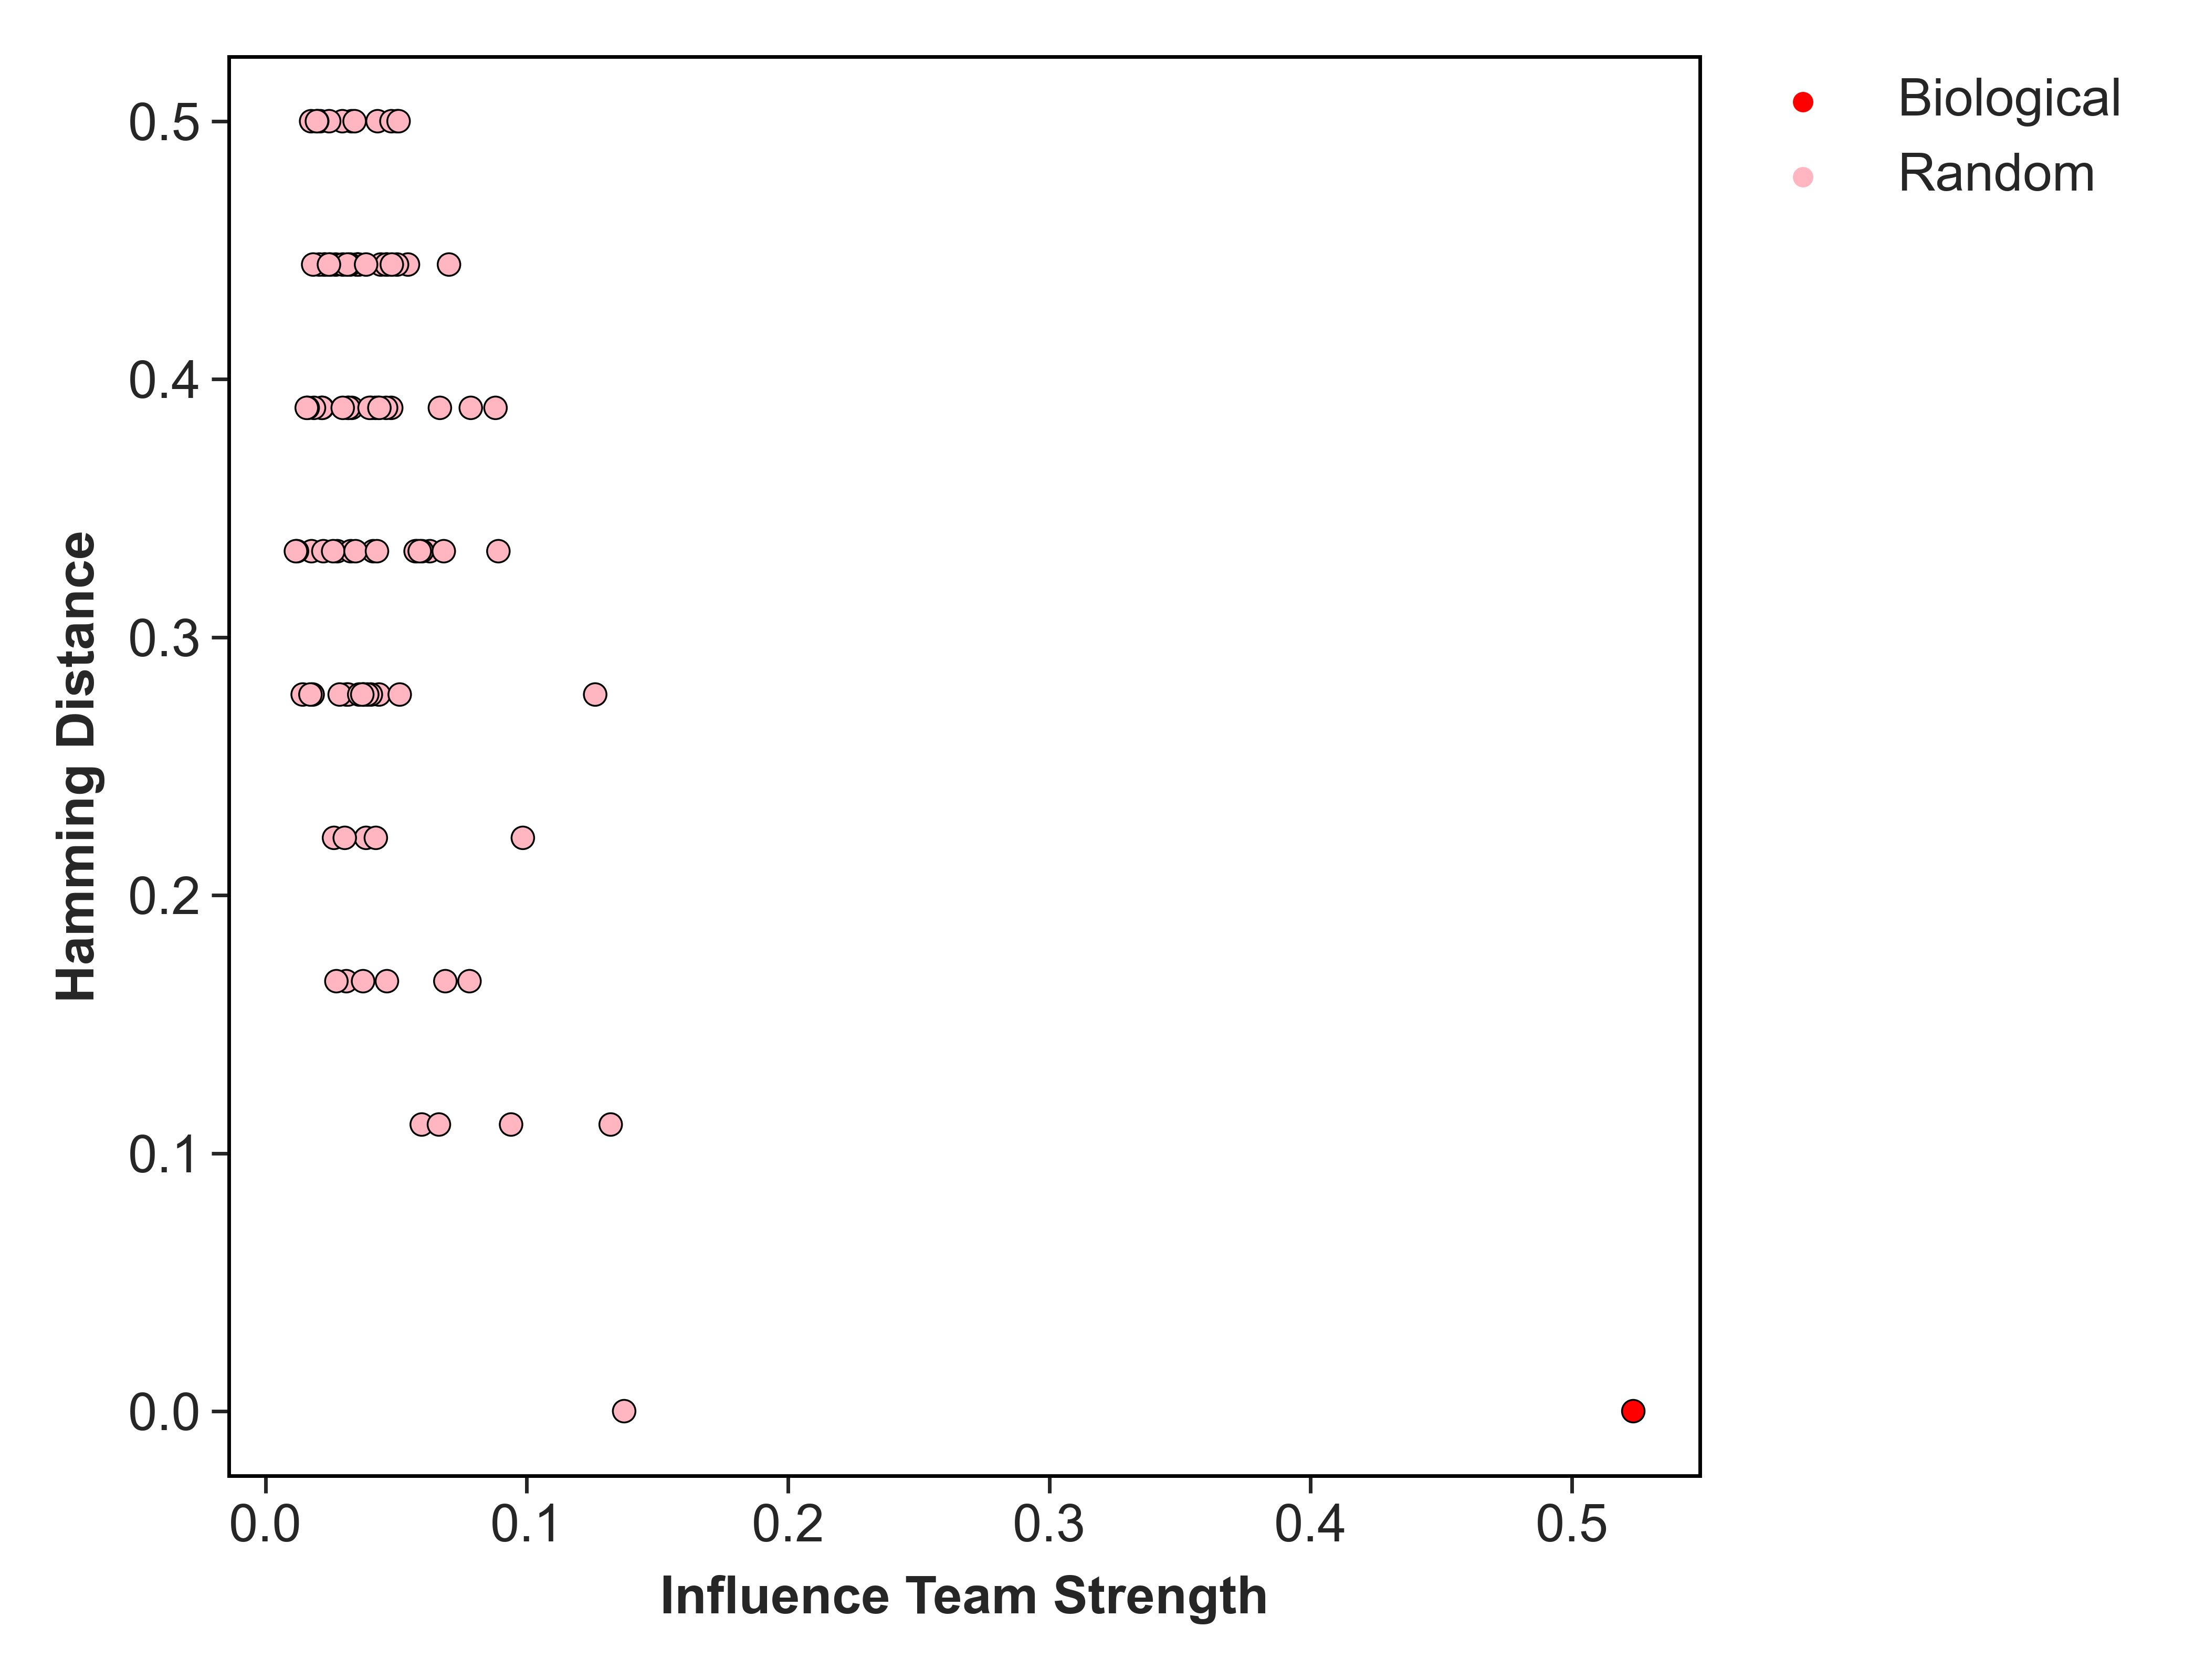 Biological
Random
0.5
0.4
0.3
0.2
0.1
0.0
Hamming Distance
0.0 0.1 0.2 0.3 0.4 0.5
Influence Team Strength